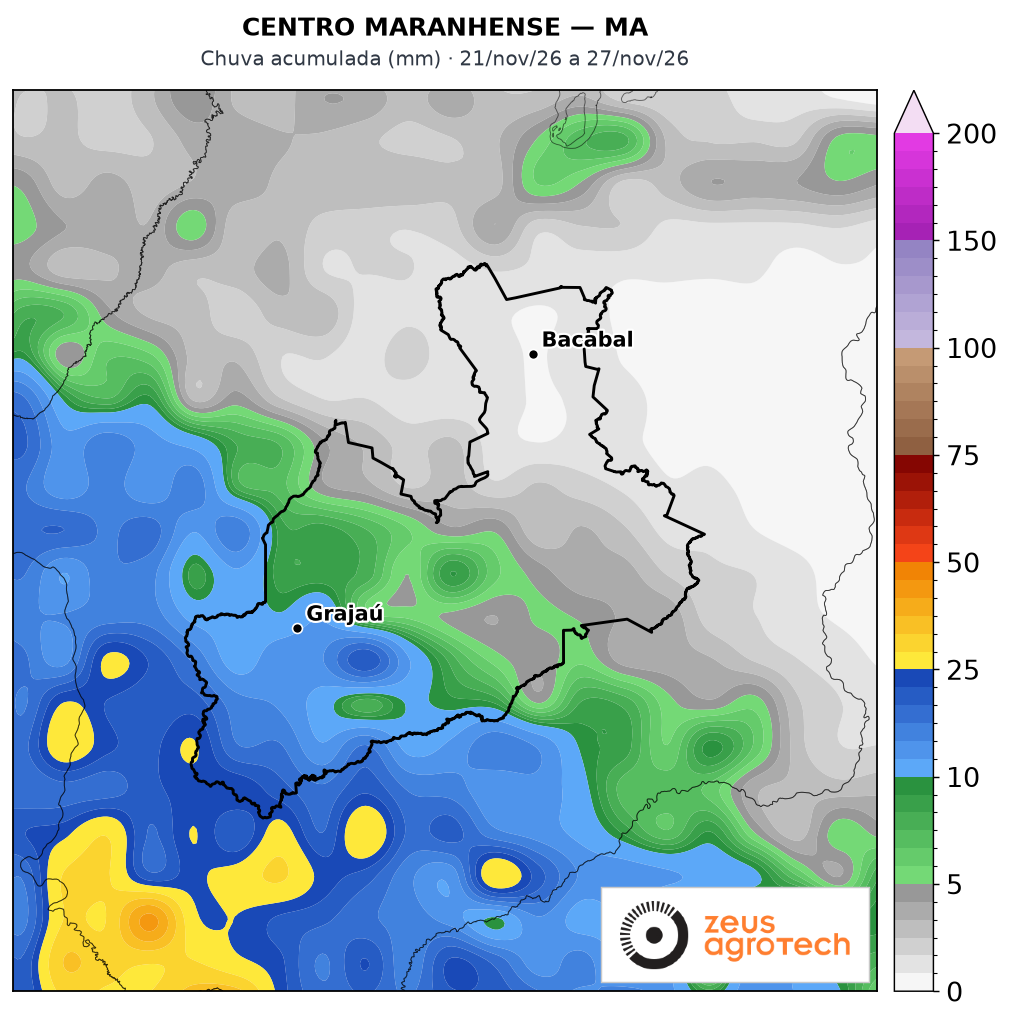 CENTRO MARANHENSE — MA
Chuva acumulada (mm) · 21/nov/26 a 27/nov/26
Bacabal
Grajaú
200
150
100
75
50
25
10
5
0
zeus
agrotech